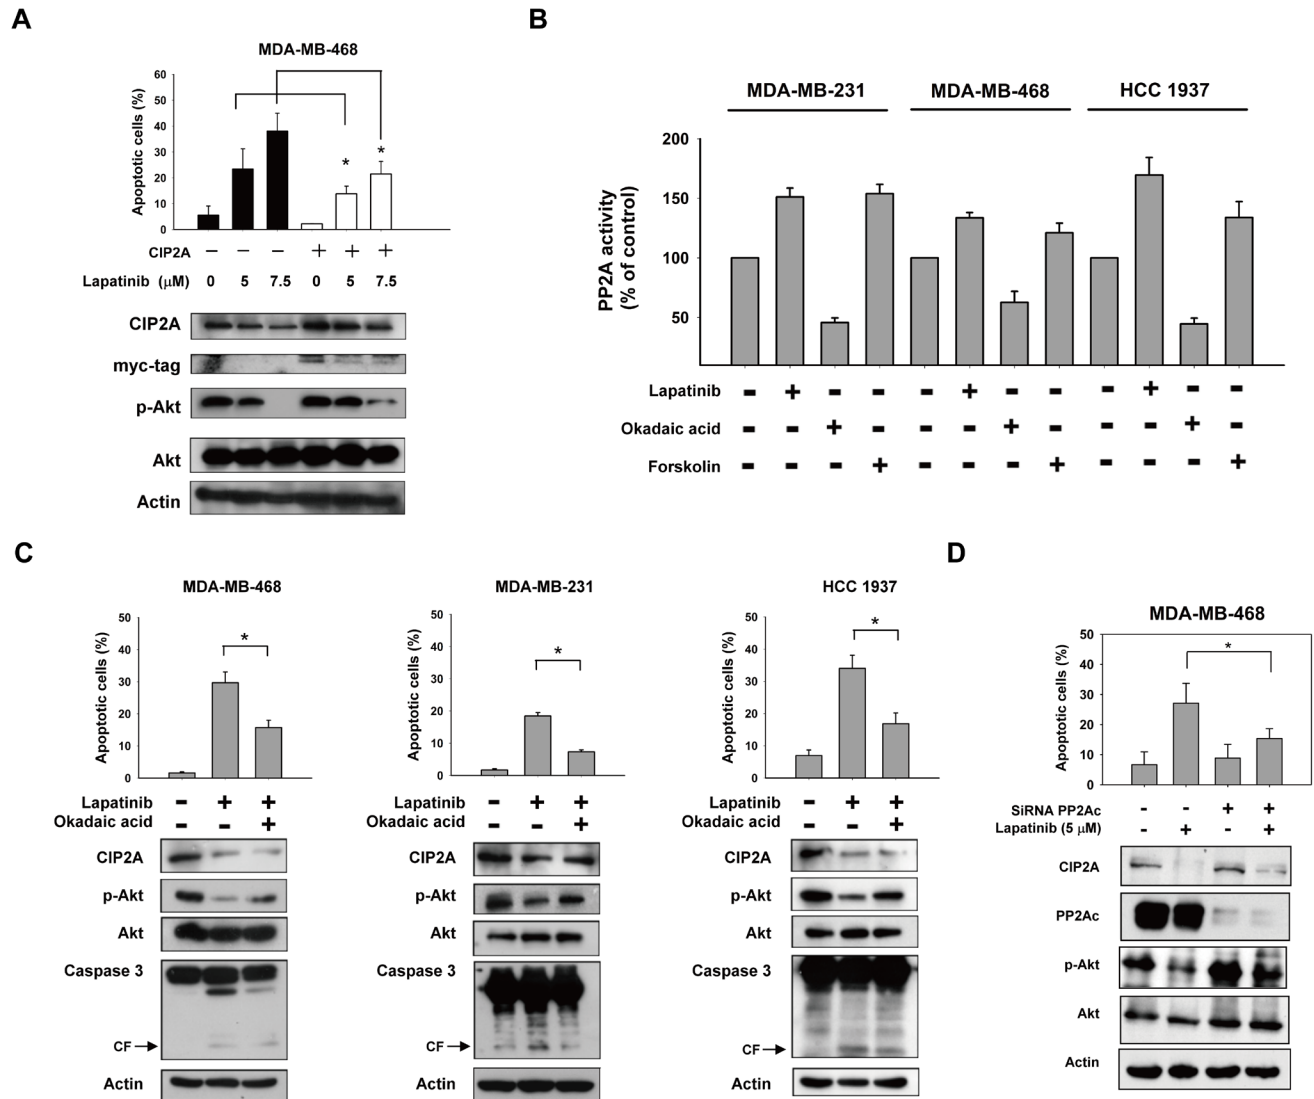 A
MDA-MB-468
Apoptotic cells (%)
60
50
40
30
20
10
0
* *
CIP2A − − − + + +
Lapatinib (μM) 0 5 7.5 0 5 7.5
CIP2A
myc-tag
p-Akt
Akt
Actin
B
MDA-MB-231 MDA-MB-468 HCC 1937
PP2A activity
(% of control)
200
150
100
50
Lapatinib - + - - - + - - - + - -
Okadaic acid - - + - - - + - - - + -
Forskolin - - - + - - - + - - - +
C
MDA-MB-468
Apoptotic cells (%)
50
40
30
20
10
0
*
Lapatinib - + +
Okadaic acid - - +
CIP2A
p-Akt
Akt
Caspase 3
CF
Actin
MDA-MB-231
Apoptotic cells (%)
50
40
30
20
10
0
*
Lapatinib - + +
Okadaic acid - - +
CIP2A
p-Akt
Akt
Caspase 3
CF
Actin
HCC 1937
Apoptotic cells (%)
50
40
30
20
10
0
*
Lapatinib - + +
Okadaic acid - - +
CIP2A
p-Akt
Akt
Caspase 3
CF
Actin
D
MDA-MB-468
Apoptotic cells (%)
50
40
30
20
10
0
*
SiRNA PP2Ac - - + +
Lapatinib (5 μM) - + - +
CIP2A
PP2Ac
p-Akt
Akt
Actin